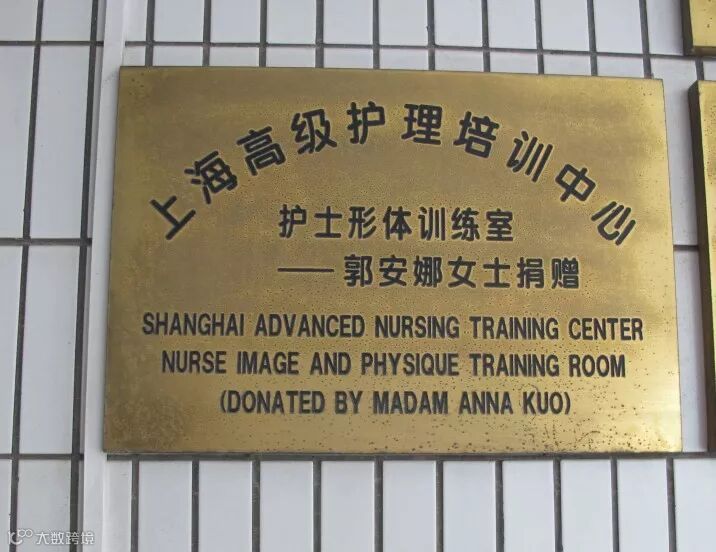 上海高级护理培训中心
护士形体训练室
——郭安娜女士捐赠
SHANGHAI ADVANCED NURSING TRAINING CENTER
NURSE IMAGE AND PHYSIQUE TRAINING ROOM
(DONATED BY MADAM ANNA KUO)
大数跨境